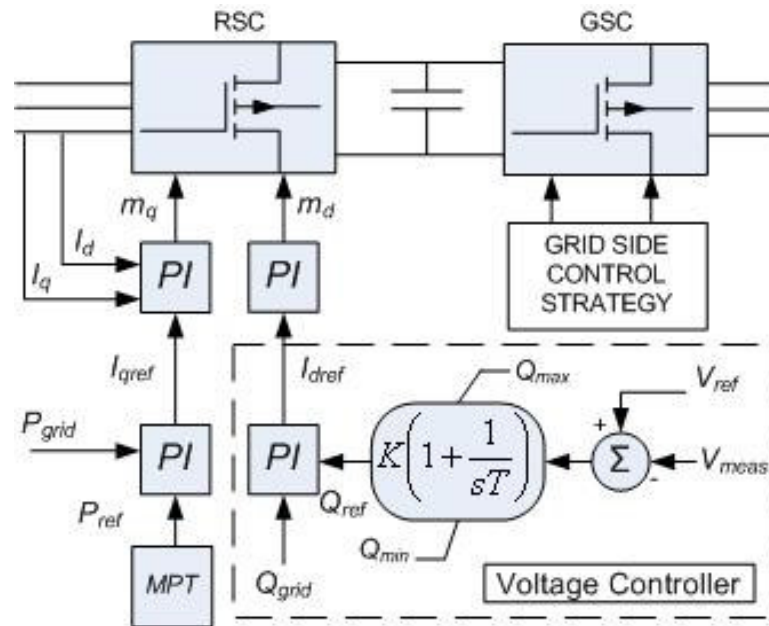 RSC
GSC
m_q
m_d
I_d
I_q
PI
PI
GRID SIDE
CONTROL
STRATEGY
I_qref
I_dref
Q_max
V_ref
P_grid
PI
PI
K(1+1/sT)
+
Σ
-
V_meas
Q_ref
P_ref
Q_min
MPT
Q_grid
Voltage Controller